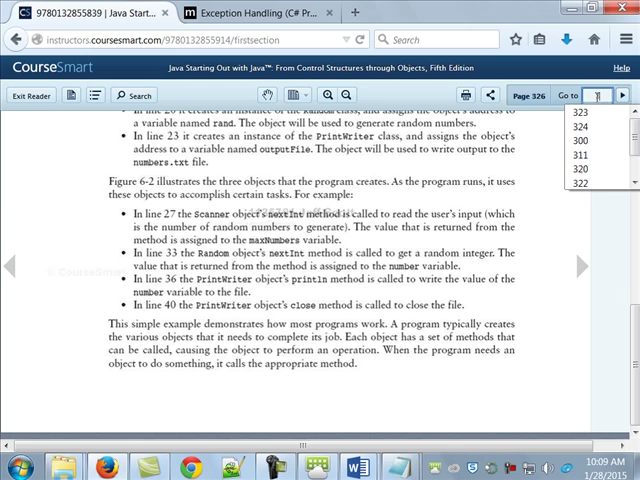 9780132855839 | Java Start...
Exception Handling (C# Pr...
instructors.coursesmart.com/9780132855914/firstsection
Search
CourseSmart
Java Starting Out with Java™: From Control Structures through Objects, Fifth Edition
Help
Exit Reader
Search
Page 326
Go to
323
324
300
311
320
322
a variable named rand. The object will be used to generate random numbers.
• In line 23 it creates an instance of the PrintWriter class, and assigns the object's
address to a variable named outputFile. The object will be used to write output to the
numbers.txt file.
Figure 6-2 illustrates the three objects that the program creates. As the program runs, it uses
these objects to accomplish certain tasks. For example:
• In line 27 the Scanner object's nextInt method is called to read the user's input (which
is the number of random numbers to generate). The value that is returned from the
method is assigned to the maxNumbers variable.
• In line 33 the Random object's nextInt method is called to get a random integer. The
value that is returned from the method is assigned to the number variable.
© CourseSmart
• In line 36 the PrintWriter object's println method is called to write the value of the
number variable to the file.
• In line 40 the PrintWriter object's close method is called to close the file.
This simple example demonstrates how most programs work. A program typically creates
the various objects that it needs to complete its job. Each object has a set of methods that
can be called, causing the object to perform an operation. When the program needs an
object to do something, it calls the appropriate method.
10:09 AM
1/28/2015